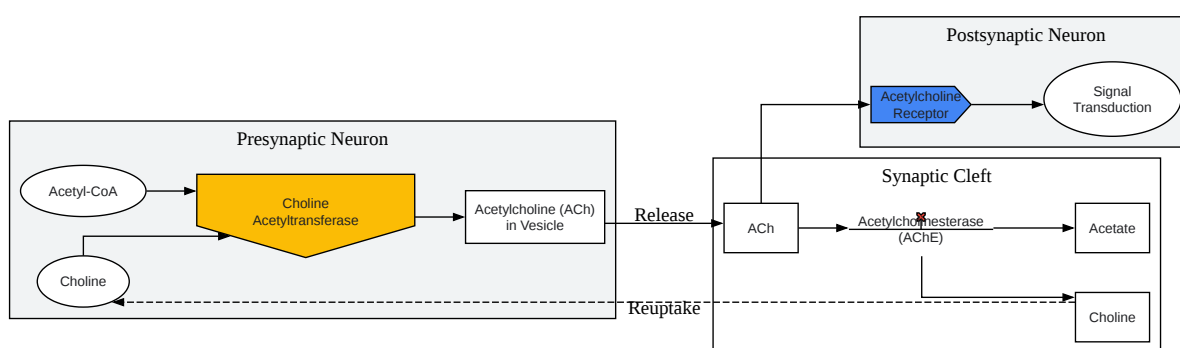 Postsynaptic Neuron
Acetylcholine
Receptor
Signal
Transduction
Presynaptic Neuron
Acetyl-CoA
Choline
Acetyltransferase
Acetylcholine (ACh)
in Vesicle
Choline
Release
Reuptake
Synaptic Cleft
ACh
Acetylcholinesterase
(AChE)
Acetate
Choline